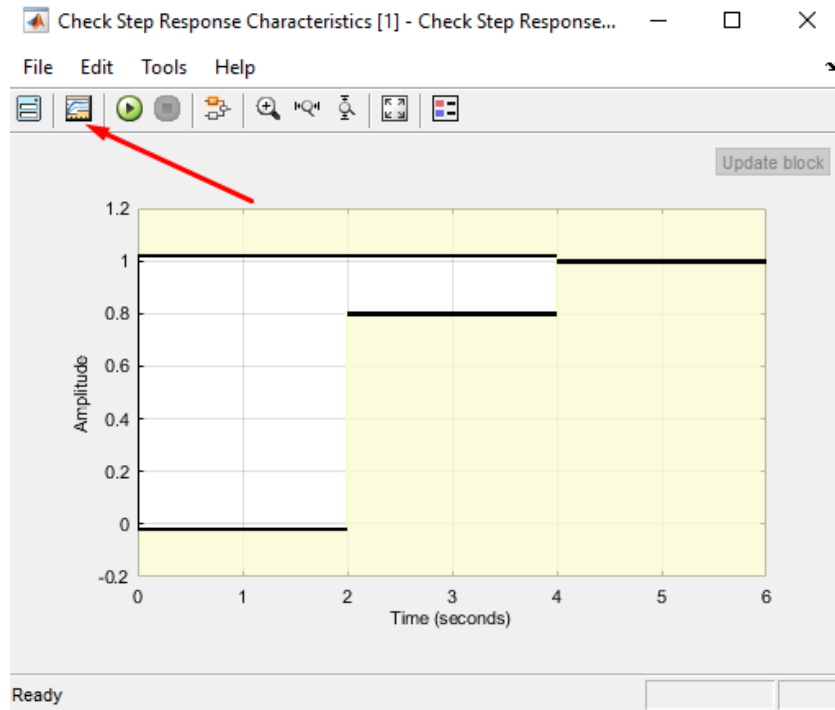 Check Step Response Characteristics [1] - Check Step Response...
File Edit Tools Help
Update block
1.2
1
0.8
0.6
0.4
0.2
0
-0.2
Amplitude
0 1 2 3 4 5 6
Time (seconds)
Ready